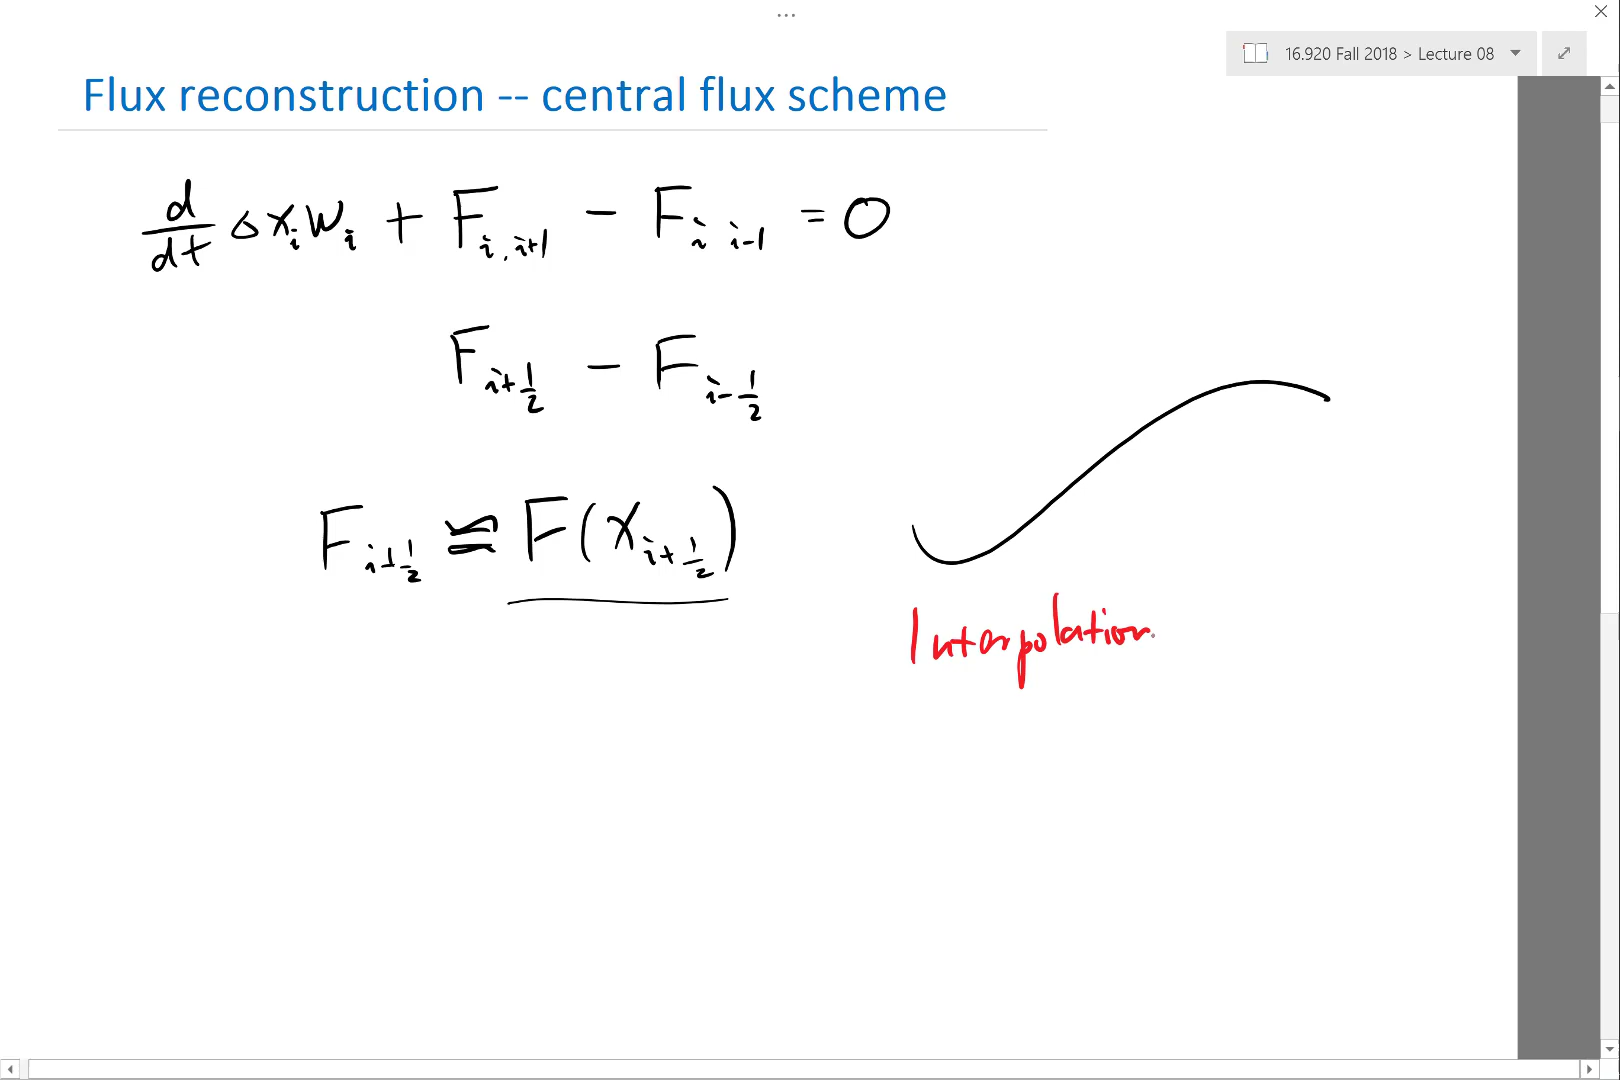 16.920 Fall 2018 > Lecture 08
Flux reconstruction -- central flux scheme
d/dt Δx_i W_i + F_{i,i+1} - F_{i i-1} = 0
F_{i+1/2} - F_{i-1/2}
F_{i+1/2} ≌ F(x_{i+1/2})
Interpolation